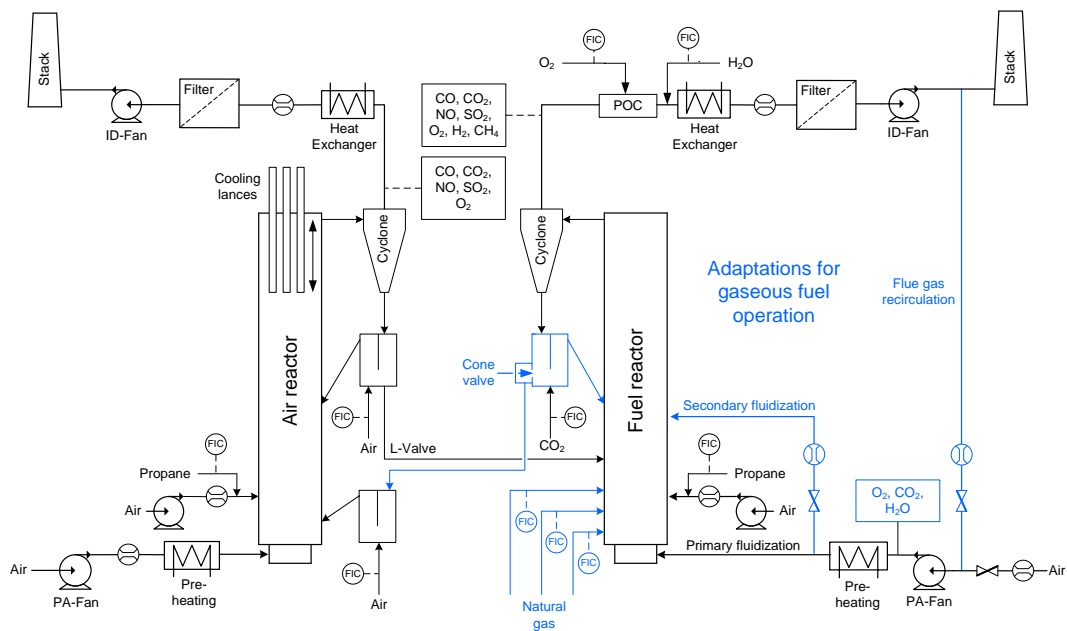 Stack
ID-Fan
Filter
Heat
Exchanger
CO, CO₂,
NO, SO₂,
O₂, H₂, CH₄
CO, CO₂,
NO, SO₂,
O₂
O₂
FIC
FIC
H₂O
POC
Heat
Exchanger
Filter
ID-Fan
Stack
Cooling
lances
Cyclone
Cyclone
Air reactor
Fuel reactor
Adaptations for
gaseous fuel
operation
Flue gas
recirculation
Cone
valve
FIC
Air
L-Valve
FIC
CO₂
Secondary fluidization
FIC
Propane
Air
FIC
Propane
Air
O₂, CO₂,
H₂O
FIC
FIC
FIC
Primary fluidization
Air
PA-Fan
Pre-
heating
FIC
Air
Natural
gas
Pre-
heating
PA-Fan
Air